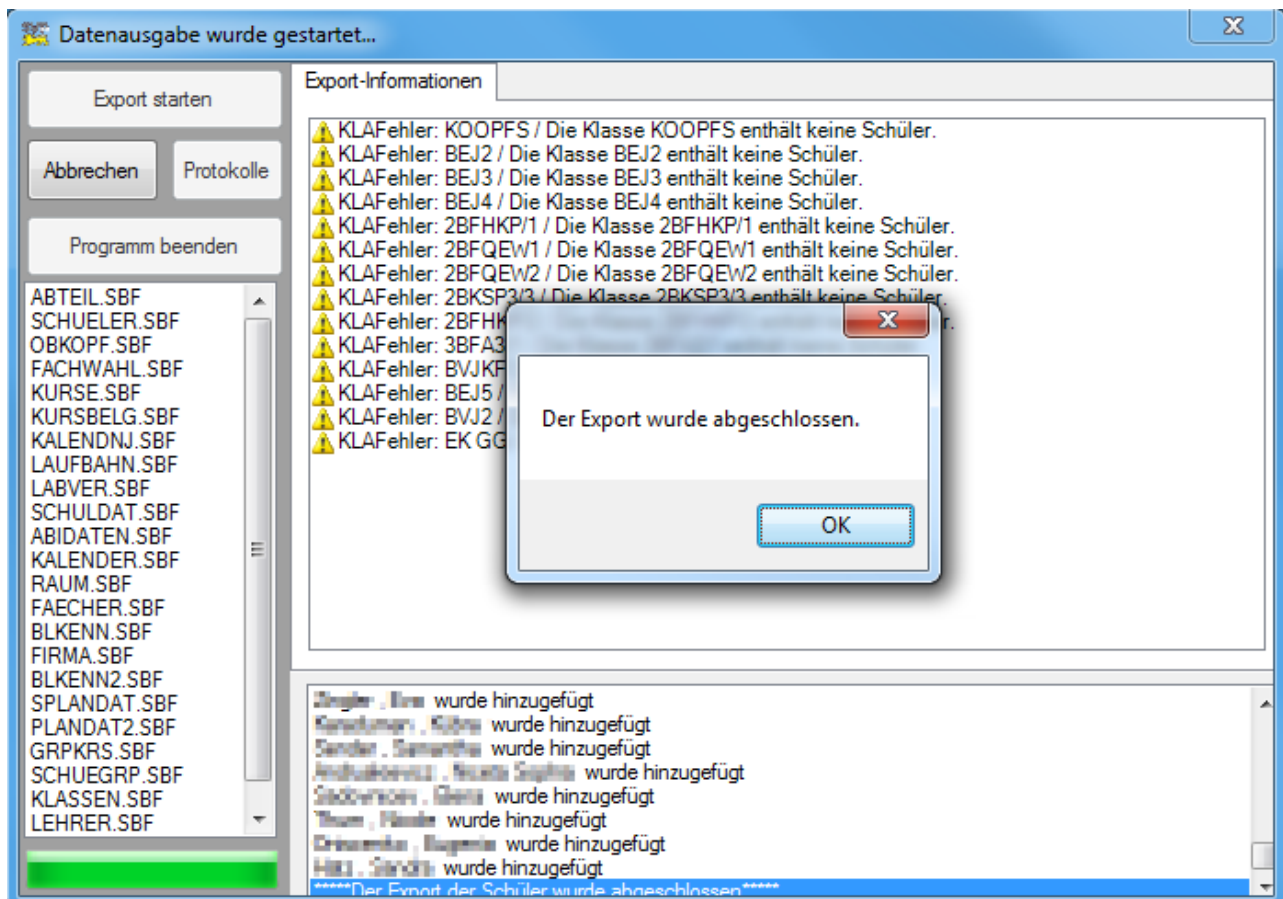 Datenausgabe wurde gestartet...
Export starten
Abbrechen
Protokolle
Programm beenden
ABTEIL.SBF
SCHUELER.SBF
OBKOPF.SBF
FACHWAHL.SBF
KURSE.SBF
KURSBELG.SBF
KALENDNJ.SBF
LAUFBAHN.SBF
LABVER.SBF
SCHULDAT.SBF
ABIDATEN.SBF
KALENDER.SBF
RAUM.SBF
FAECHER.SBF
BLKENN.SBF
FIRMA.SBF
BLKENN2.SBF
SPLANDAT.SBF
PLANDAT2.SBF
GRPKRS.SBF
SCHUEGRP.SBF
KLASSEN.SBF
LEHRER.SBF
Export-Informationen
KLAFehler: KOOPFS / Die Klasse KOOPFS enthält keine Schüler.
KLAFehler: BEJ2 / Die Klasse BEJ2 enthält keine Schüler.
KLAFehler: BEJ3 / Die Klasse BEJ3 enthält keine Schüler.
KLAFehler: BEJ4 / Die Klasse BEJ4 enthält keine Schüler.
KLAFehler: 2BFHKP/1 / Die Klasse 2BFHKP/1 enthält keine Schüler.
KLAFehler: 2BFQEW1 / Die Klasse 2BFQEW1 enthält keine Schüler.
KLAFehler: 2BFQEW2 / Die Klasse 2BFQEW2 enthält keine Schüler.
KLAFehler: 2BKSP3/3 / Die Klasse 2BKSP3/3 enthält keine Schüler.
KLAFehler: 2BFHK
KLAFehler: 3BFA3
KLAFehler: BVJKF
KLAFehler: BEJ5 /
KLAFehler: BVJ2 /
KLAFehler: EK GG
Der Export wurde abgeschlossen.
OK
wurde hinzugefügt
wurde hinzugefügt
wurde hinzugefügt
wurde hinzugefügt
wurde hinzugefügt
wurde hinzugefügt
wurde hinzugefügt
wurde hinzugefügt
*****Der Export der Schüler wurde abgeschlossen*****